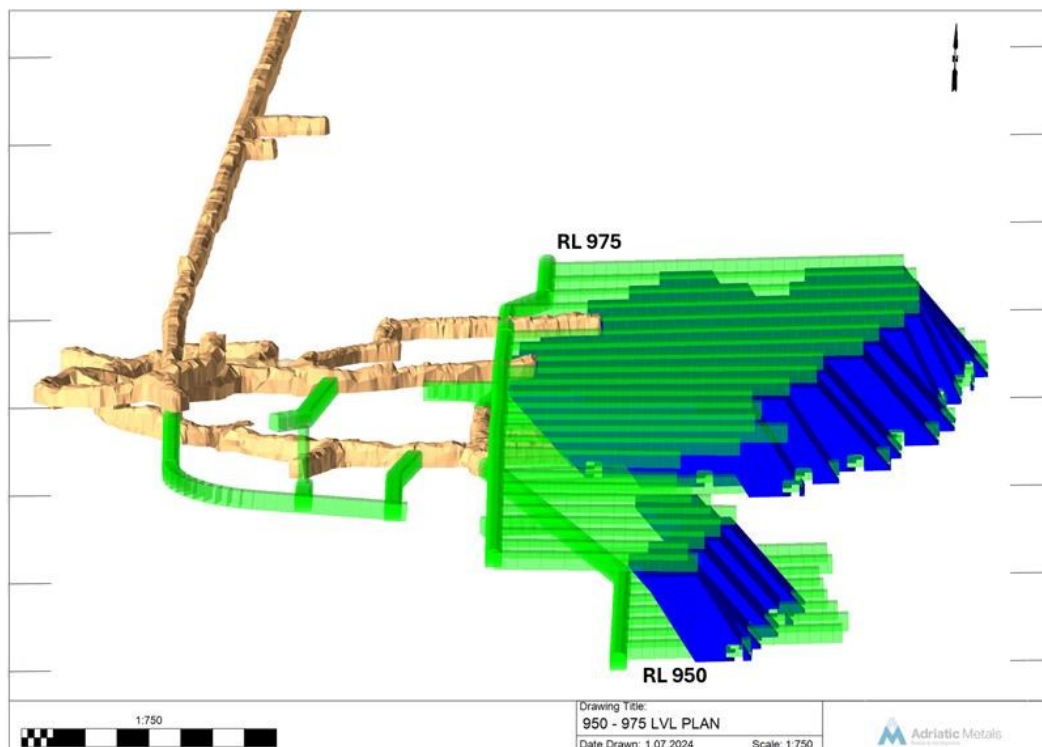 RL 975
RL 950
1:750
Drawing Title:
950 - 975 LVL PLAN
Date Drawn: 1.07.2024 Scale: 1:750
Adriatic Metals